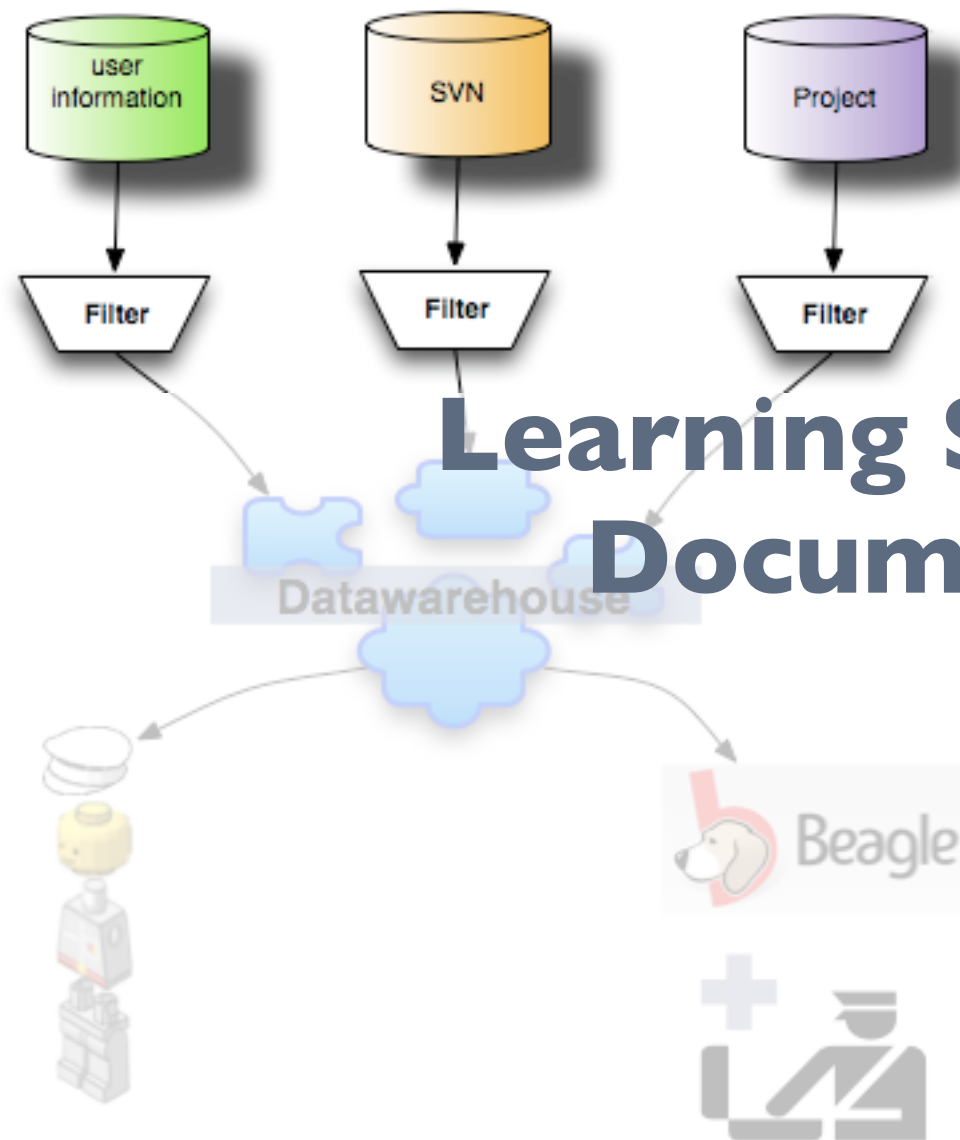 user
information
SVN
Project
Filter
Filter
Filter
Learning S
Docum
Datawarehouse
Beagle